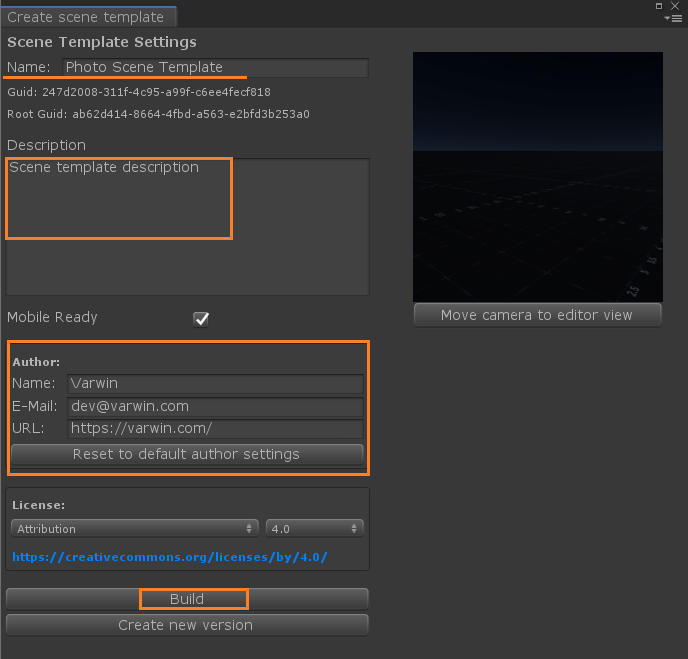 Create scene template
Scene Template Settings
Name: Photo Scene Template
Guid: 247d2008-311f-4c95-a99f-c6ee4fecf818
Root Guid: ab62d414-8664-4fbd-a563-e2bfd3b253a0
Description
Scene template description
Mobile Ready
Move camera to editor view
Author:
Name: Varwin
E-Mail: dev@varwin.com
URL: https://varwin.com/
Reset to default author settings
License:
Attribution 4.0
https://creativecommons.org/licenses/by/4.0/
Build
Create new version